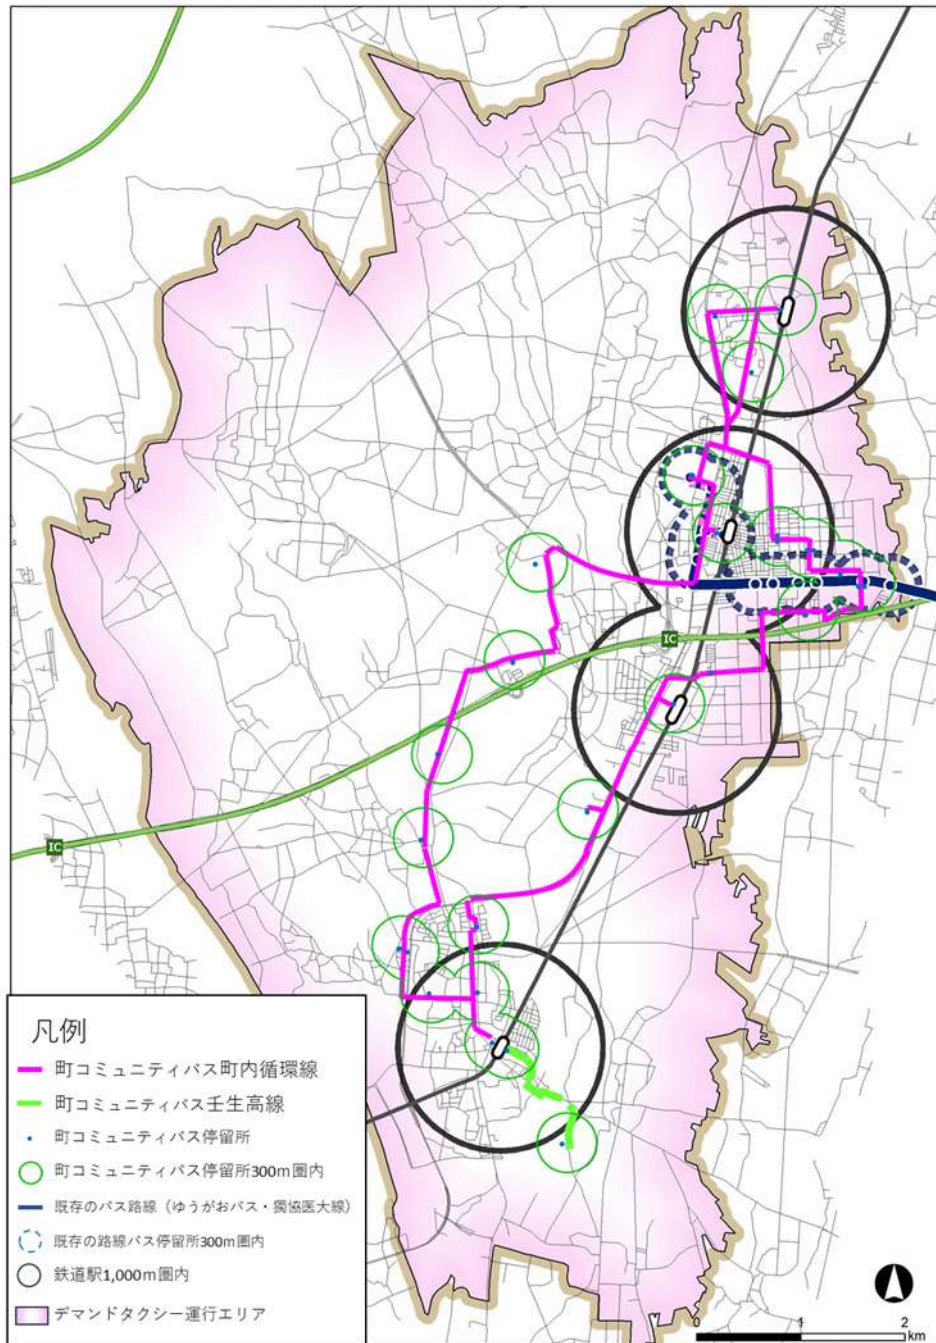 IC
IC
凡例
町コミュニティバス町内循環線
町コミュニティバス壬生高線
町コミュニティバス停留所
町コミュニティバス停留所300m圏内
既存のバス路線（ゆうがおバス・獨協医大線）
既存の路線バス停留所300m圏内
鉄道駅1,000m圏内
デマンドタクシー運行エリア
0 1 2
km